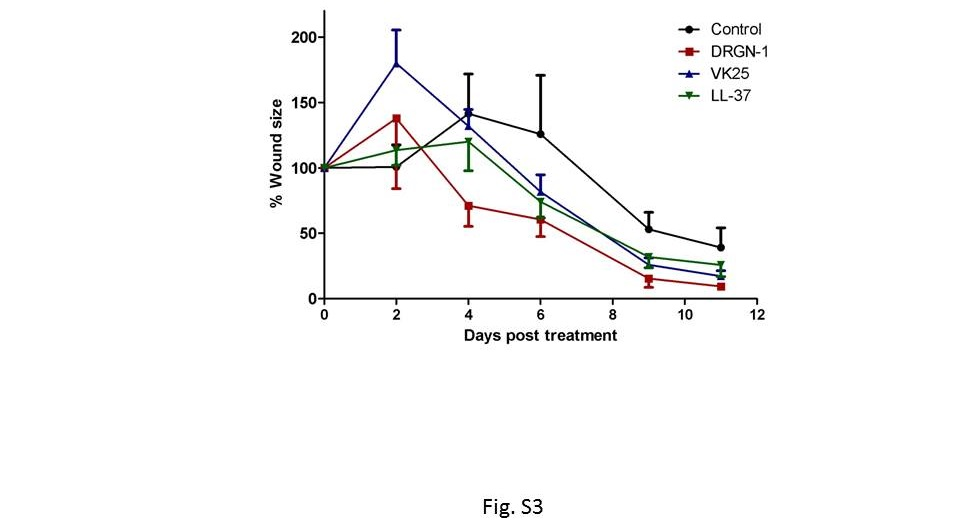 Control
DRGN-1
VK25
LL-37
% Wound size
200
150
100
50
0
0 2 4 6 8 10 12
Days post treatment
Fig. S3